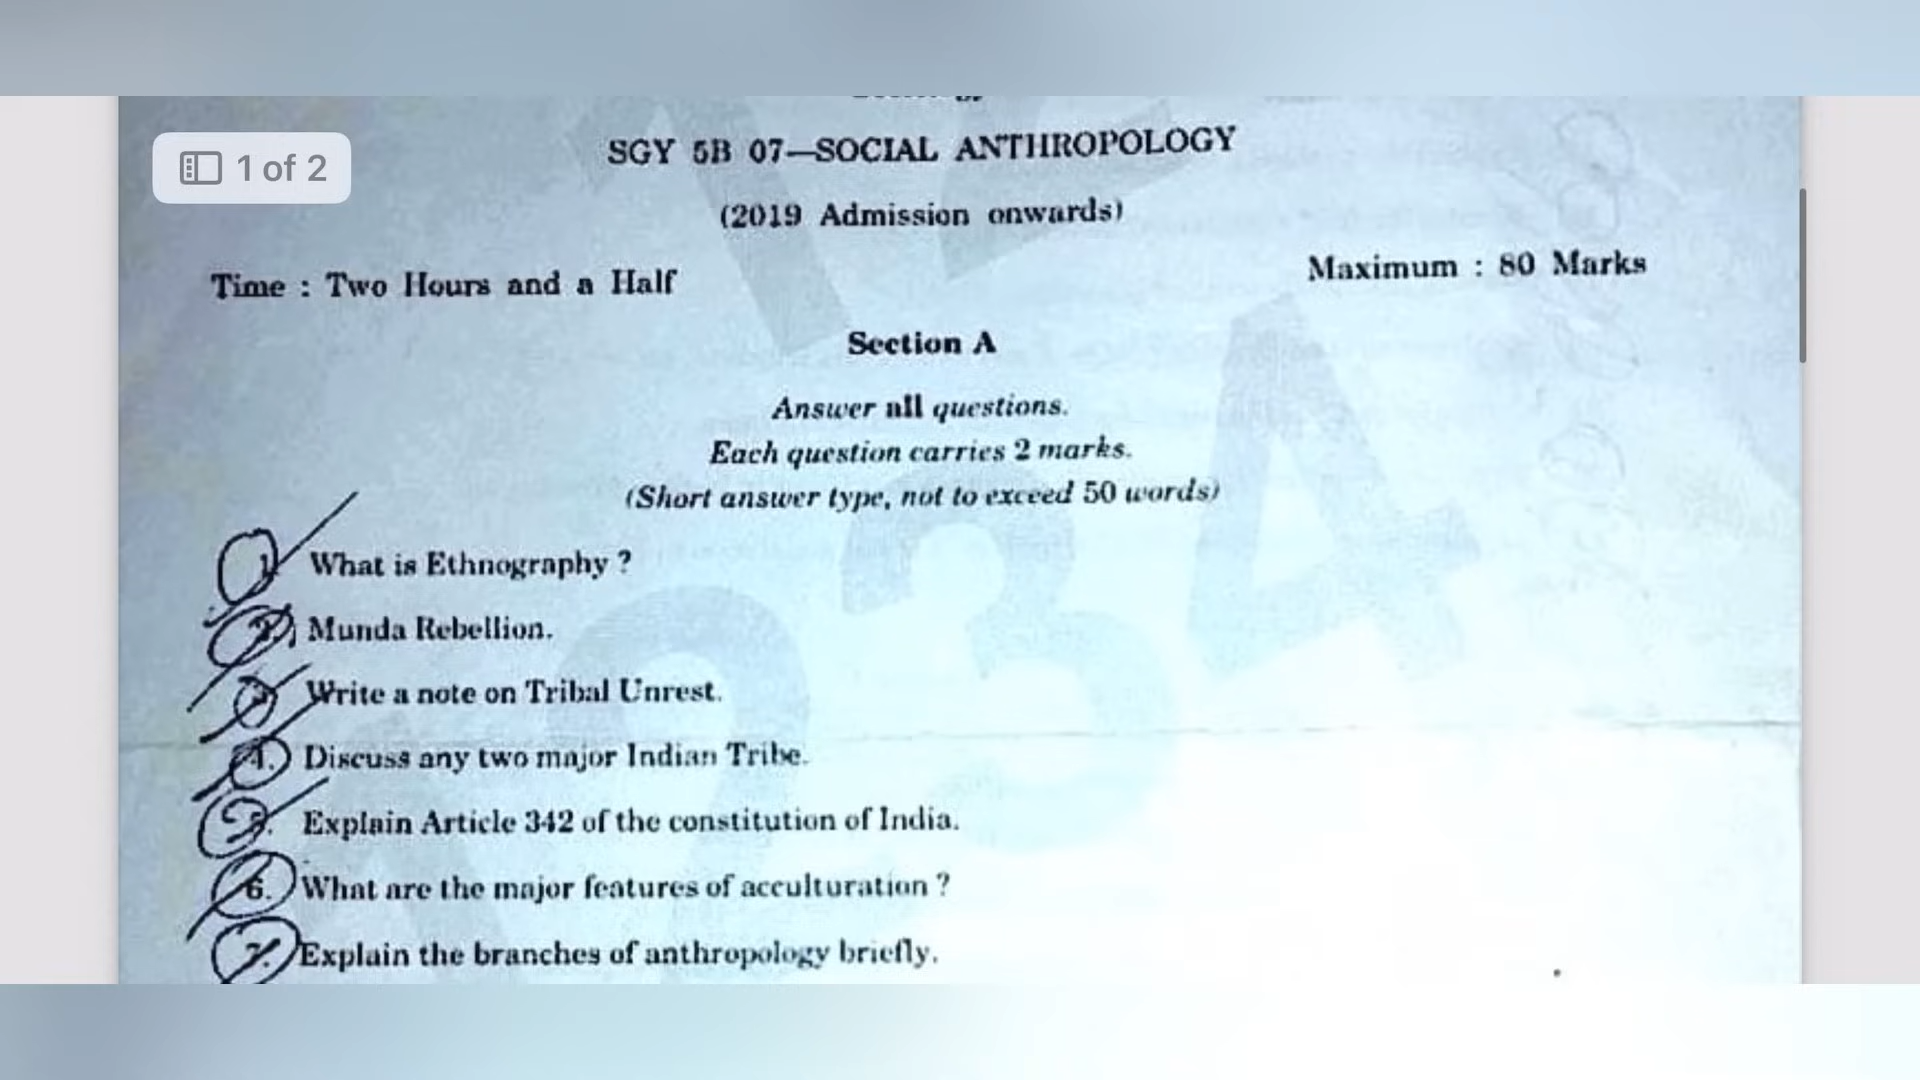 1 of 2
SGY 5B 07—SOCIAL ANTHROPOLOGY
(2019 Admission onwards)
Time : Two Hours and a Half
Maximum : 80 Marks
Section A
Answer all questions.
Each question carries 2 marks.
(Short answer type, not to exceed 50 words)
1. What is Ethnography ?
2. Munda Rebellion.
3. Write a note on Tribal Unrest.
4. Discuss any two major Indian Tribe.
5. Explain Article 342 of the constitution of India.
6. What are the major features of acculturation ?
7. Explain the branches of anthropology briefly.